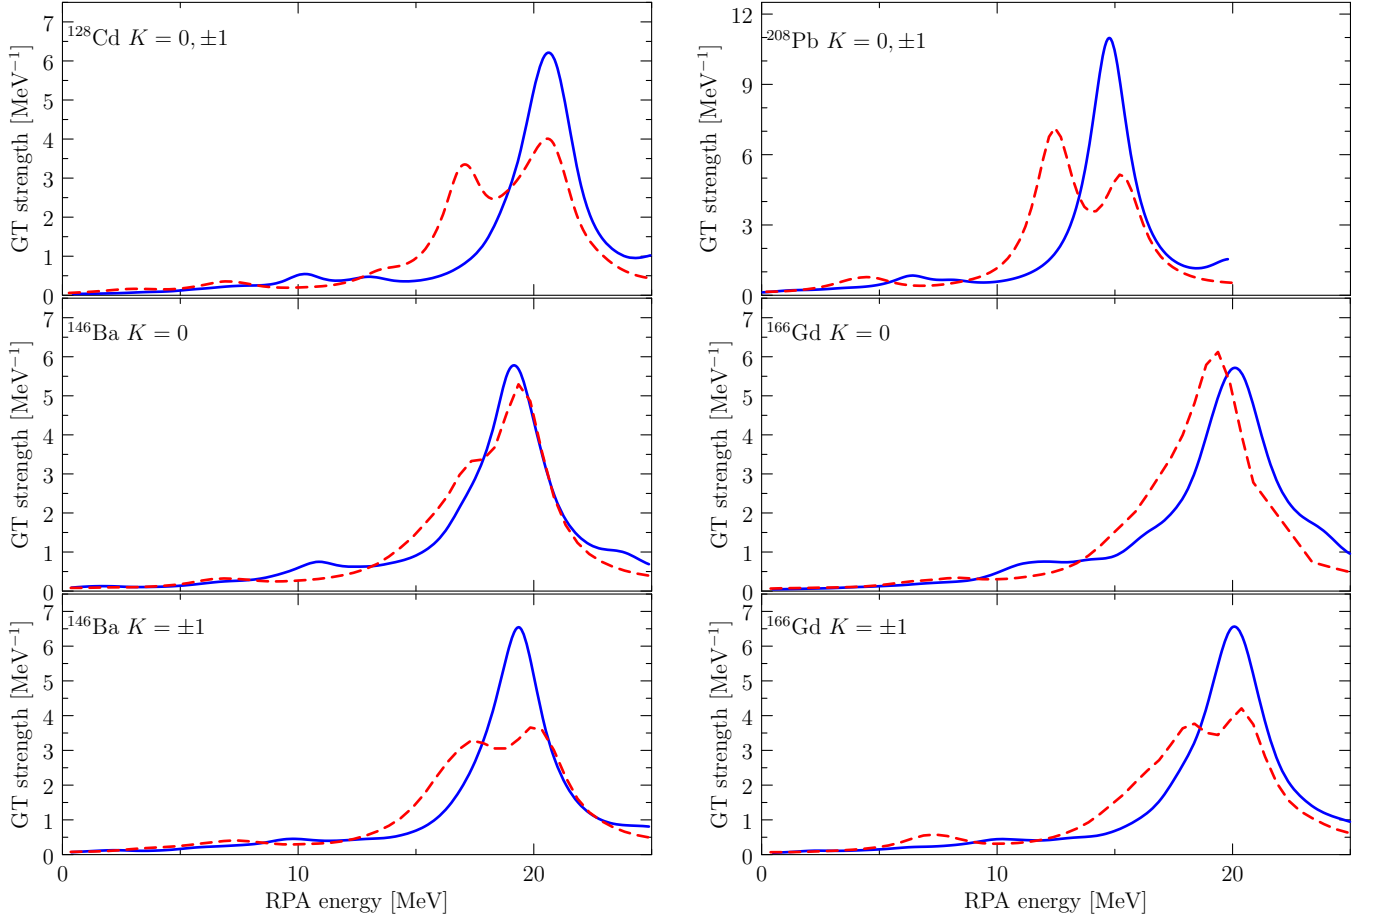 7
6
5
4
3
2
1
0
GT strength [MeV⁻¹]
¹²⁸Cd K = 0, ±1
12
9
6
3
0
GT strength [MeV⁻¹]
²⁰⁸Pb K = 0, ±1
7
6
5
4
3
2
1
0
GT strength [MeV⁻¹]
¹⁴⁶Ba K = 0
7
6
5
4
3
2
1
0
GT strength [MeV⁻¹]
¹⁶⁶Gd K = 0
7
6
5
4
3
2
1
0
GT strength [MeV⁻¹]
¹⁴⁶Ba K = ±1
0 10 20
RPA energy [MeV]
7
6
5
4
3
2
1
0
GT strength [MeV⁻¹]
¹⁶⁶Gd K = ±1
0 10 20
RPA energy [MeV]